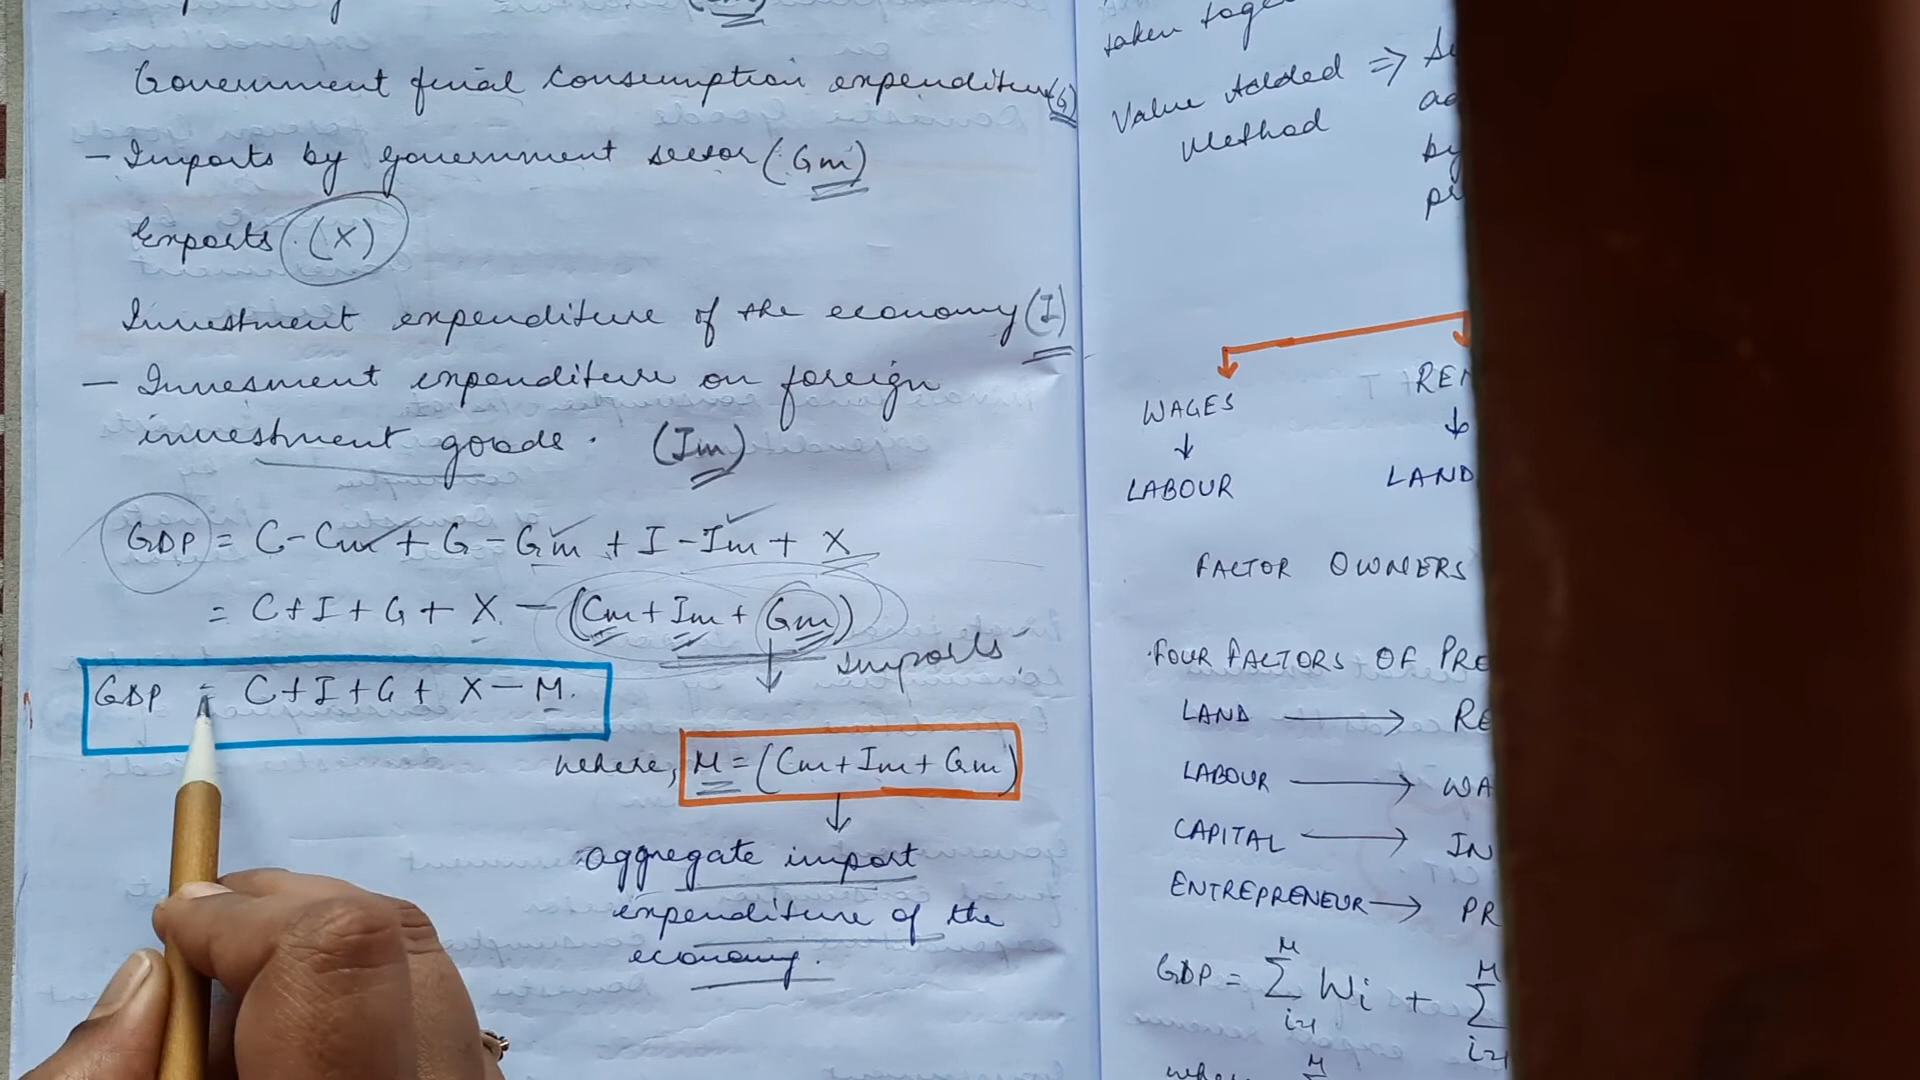 Government final consumption expenditure (G)
- Imports by government sector (Gm)
Exports (X)
Investment expenditure of the economy (I)
- Invesment expenditure on foreign
investment goods. (Im)
GDP = C-Cm + G - Gm + I - Im + X
= C+I+G+X - (Cm+Im+Gm)
imports
GDP = C+I+G+ X-M.
where, M = (Cm+Im+Gm)
aggregate import
expenditure of the
economy.
taken
Value Added ⇒
Method
by
WAGES
LABOUR
LAND
FACTOR OWNERS
FOUR FACTORS OF
LAND →
LABOUR →
CAPITAL →
ENTREPRENEUR →
GDP = Σ Wi + Σ